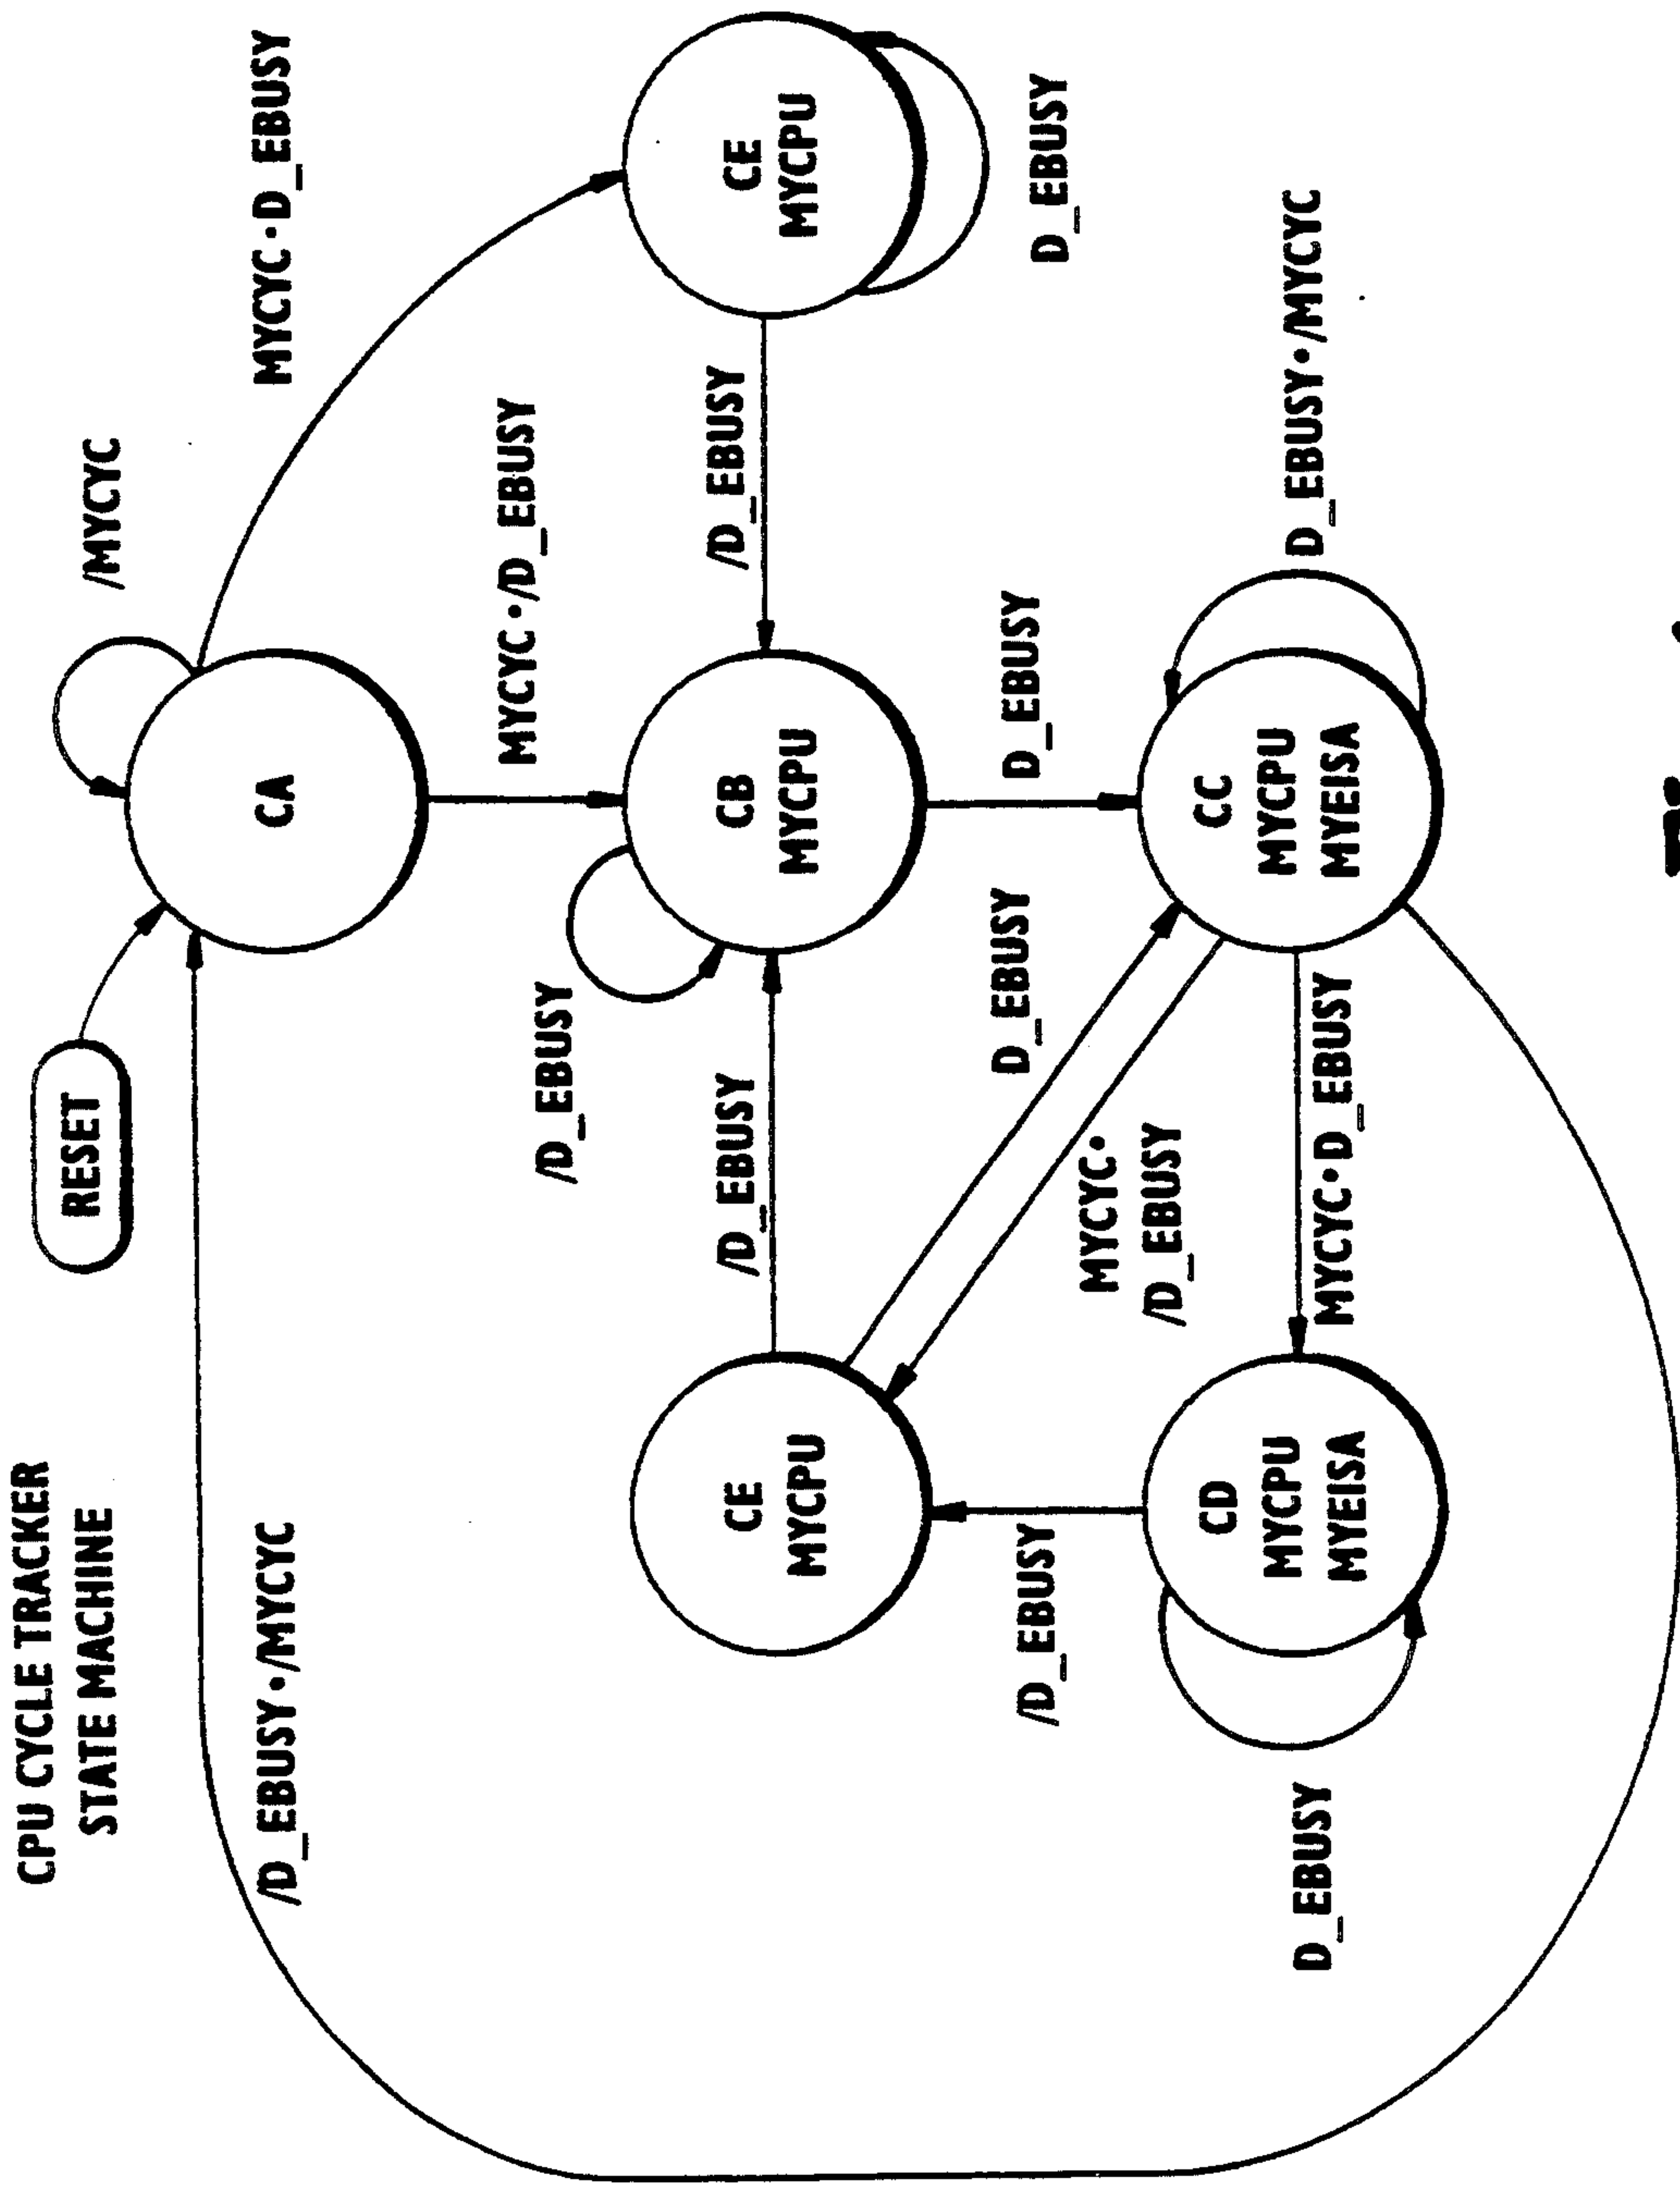 CPU CYCLE TRACKER
STATE MACHINE
RESET
/MYCYC
/D_EBUSY•/MYCYC
CA
MYCYC•D_EBUSY
MYCYC•/D_EBUSY
/D_EBUSY
/D_EBUSY
/D_EBUSY
CE
MYCPU
CB
MYCPU
CE
MYCPU
/D_EBUSY
D_EBUSY
D_EBUSY
D_EBUSY
MYCYC•
/D_EBUSY
CD
MYCPU
MYEISA
CC
MYCPU
MYEISA
D_EBUSY
MYCYC•D_EBUSY
D_EBUSY•/MYCYC